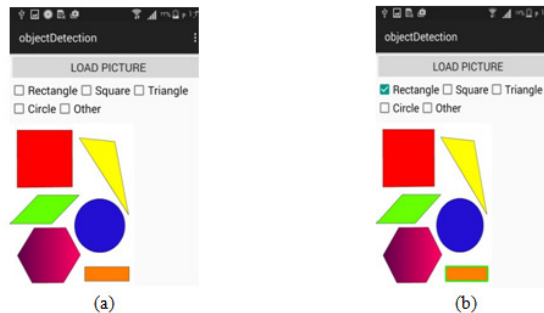 objectDetection
LOAD PICTURE
Rectangle Square Triangle
Circle Other
(a)
objectDetection
LOAD PICTURE
Rectangle Square Triangle
Circle Other
(b)